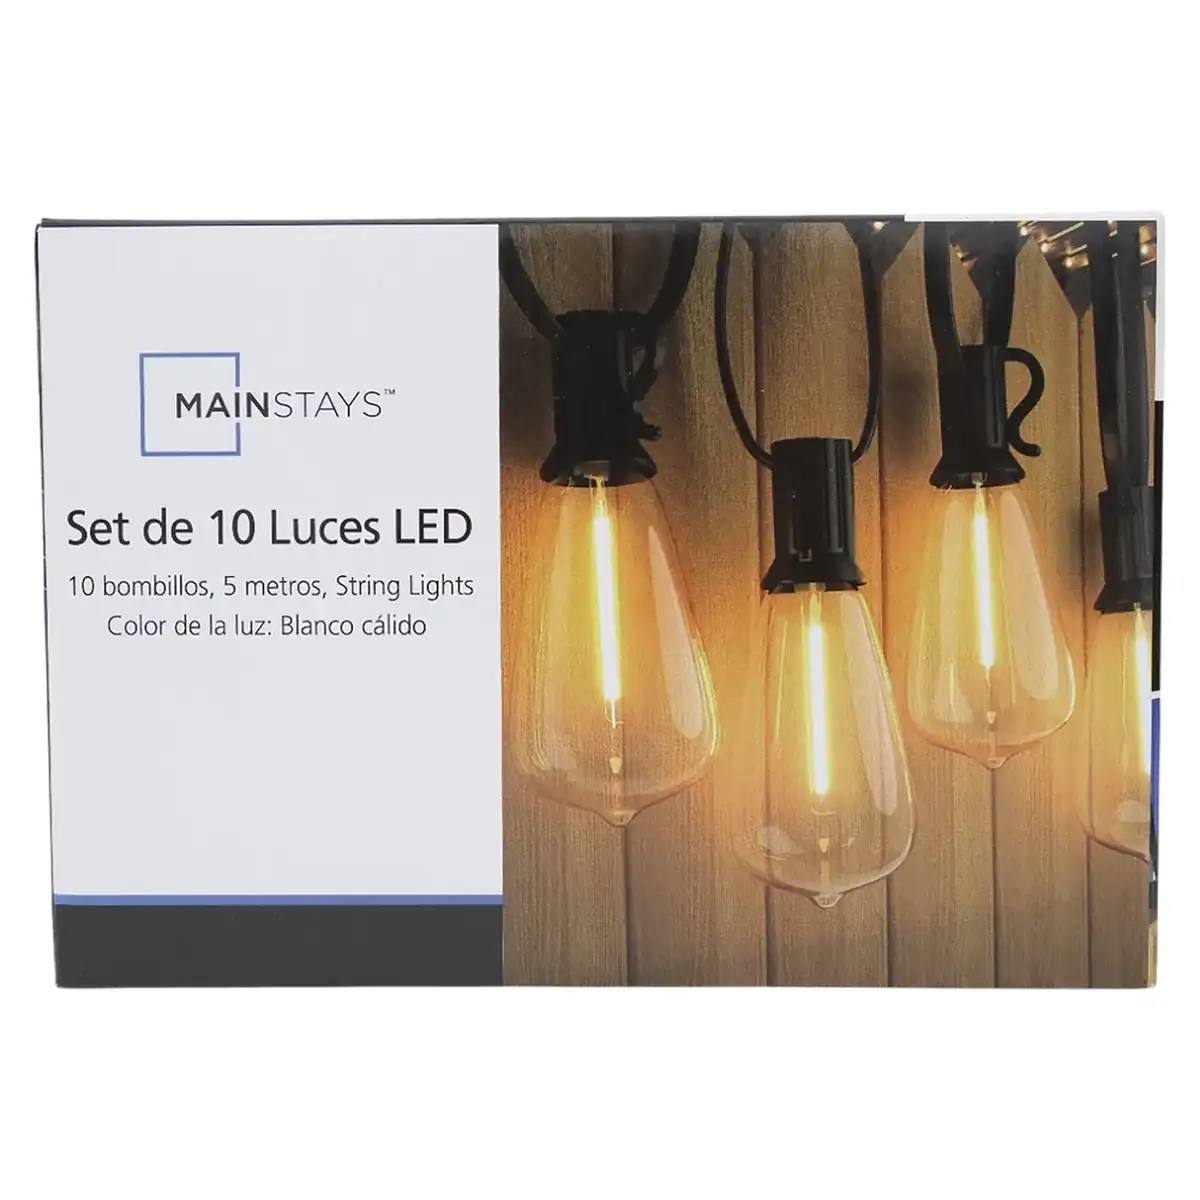 MAINSTAYS™
Set de 10 Luces LED
10 bombillos, 5 metros, String Lights
Color de la luz: Blanco cálido